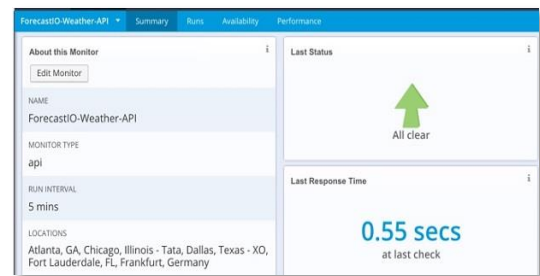 ForecastIO-Weather-API Summary Runs Availability Performance
About this Monitor i
Edit Monitor
NAME
ForecastIO-Weather-API
MONITOR TYPE
api
RUN INTERVAL
5 mins
LOCATIONS
Atlanta, GA, Chicago, Illinois - Tata, Dallas, Texas - XO,
Fort Lauderdale, FL, Frankfurt, Germany
Last Status i
All clear
Last Response Time i
0.55 secs
at last check